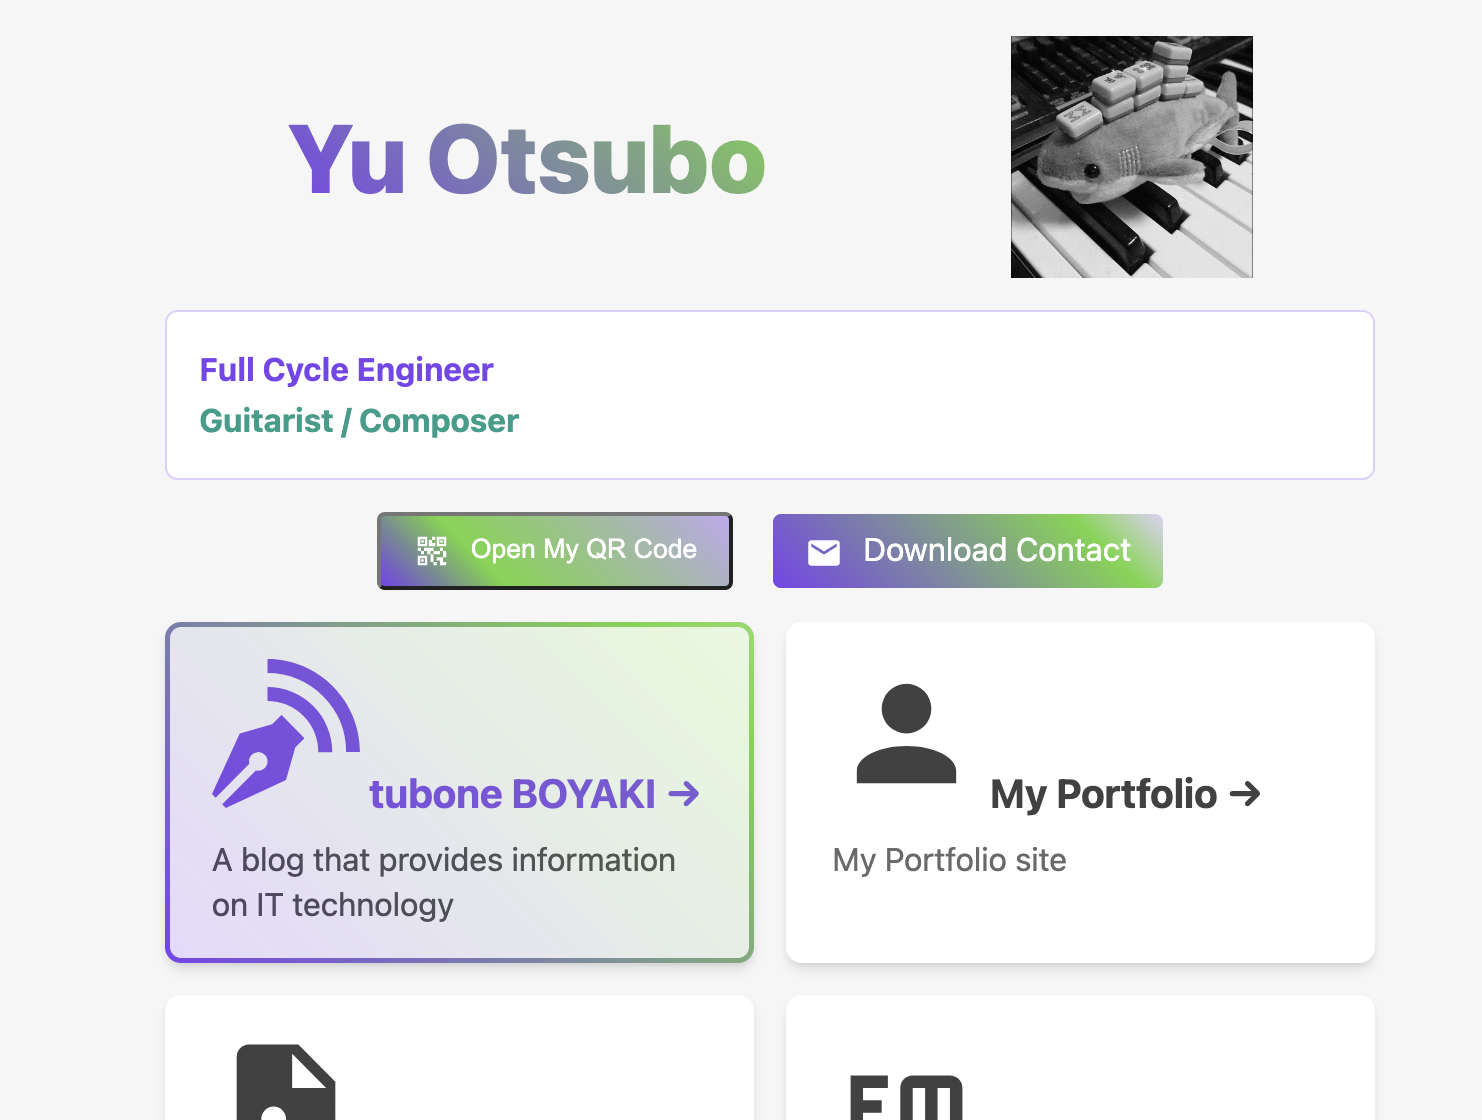 Yu Otsubo
Full Cycle Engineer
Guitarist / Composer
Open My QR Code
Download Contact
tubone BOYAKI →
A blog that provides information
on IT technology
My Portfolio →
My Portfolio site